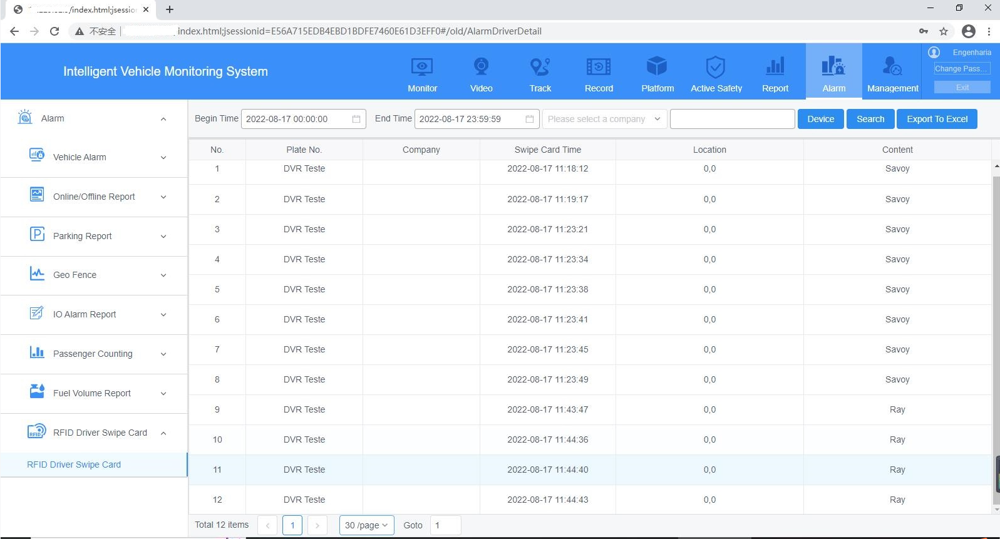 /index.html;jsession
不安全 index.html;jsessionid=E56A715EDB4EBD1BDFE7460E61D3EFF0#/old/AlarmDriverDetail
Intelligent Vehicle Monitoring System
Monitor Video Track Record Platform Active Safety Report Alarm Management
Engenharia
Change Pass...
Exit
Alarm
Vehicle Alarm
Online/Offline Report
Parking Report
Geo Fence
IO Alarm Report
Passenger Counting
Fuel Volume Report
RFID
RFID Driver Swipe Card
RFID Driver Swipe Card
Begin Time 2022-08-17 00:00:00 End Time 2022-08-17 23:59:59 Please select a company Device Search Export To Excel
No. Plate No. Company Swipe Card Time Location Content
1 DVR Teste 2022-08-17 11:18:12 0,0 Savoy
2 DVR Teste 2022-08-17 11:19:17 0,0 Savoy
3 DVR Teste 2022-08-17 11:23:21 0,0 Savoy
4 DVR Teste 2022-08-17 11:23:34 0,0 Savoy
5 DVR Teste 2022-08-17 11:23:38 0,0 Savoy
6 DVR Teste 2022-08-17 11:23:41 0,0 Savoy
7 DVR Teste 2022-08-17 11:23:45 0,0 Savoy
8 DVR Teste 2022-08-17 11:23:49 0,0 Savoy
9 DVR Teste 2022-08-17 11:43:47 0,0 Ray
10 DVR Teste 2022-08-17 11:44:36 0,0 Ray
11 DVR Teste 2022-08-17 11:44:40 0,0 Ray
12 DVR Teste 2022-08-17 11:44:43 0,0 Ray
Total 12 items < 1 > 30 /page Goto 1